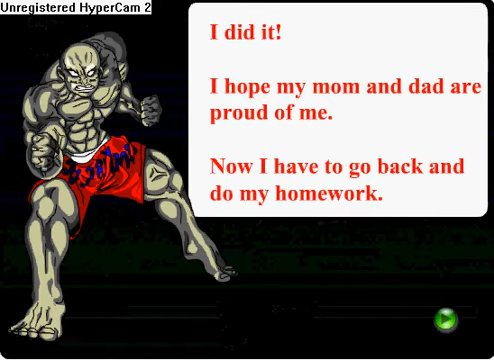 Unregistered HyperCam 2
I did it!
I hope my mom and dad are
proud of me.
Now I have to go back and
do my homework.